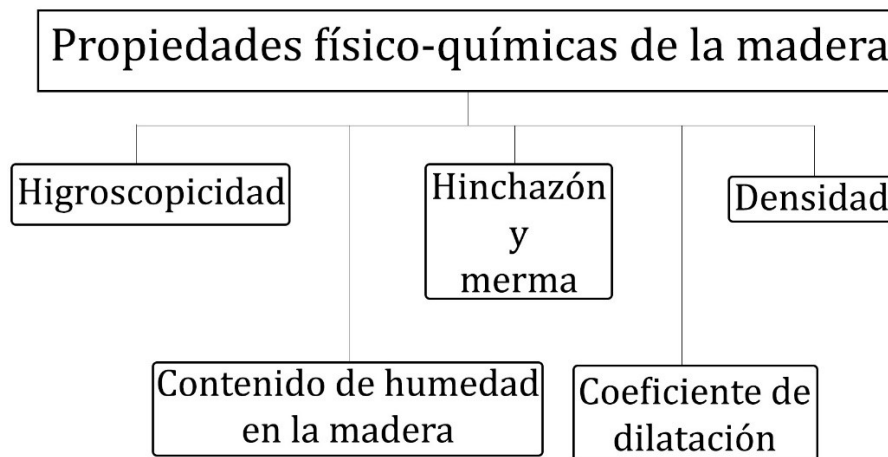 Propiedades físico-químicas de la madera
Higroscopicidad
Hinchazón
y
merma
Densidad
Contenido de humedad
en la madera
Coeficiente de
dilatación